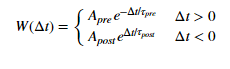 W(Δt) = { A_pre e^{-Δt/τ_pre} Δt > 0
A_post e^{Δt/τ_post} Δt < 0